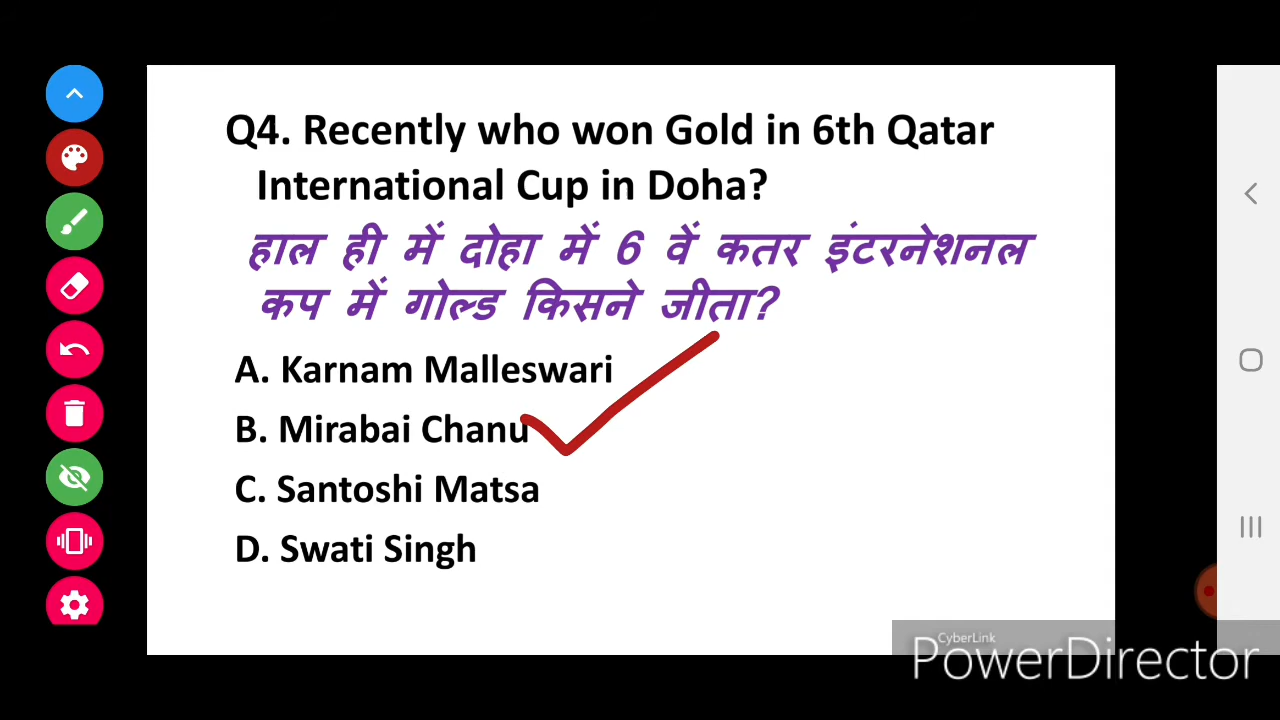 Q4. Recently who won Gold in 6th Qatar
International Cup in Doha?
हाल ही में दोहा में 6 वें कतर इंटरनेशनल
कप में गोल्ड किसने जीता?
A. Karnam Malleswari
B. Mirabai Chanu
C. Santoshi Matsa
D. Swati Singh
CyberLink
PowerDirector